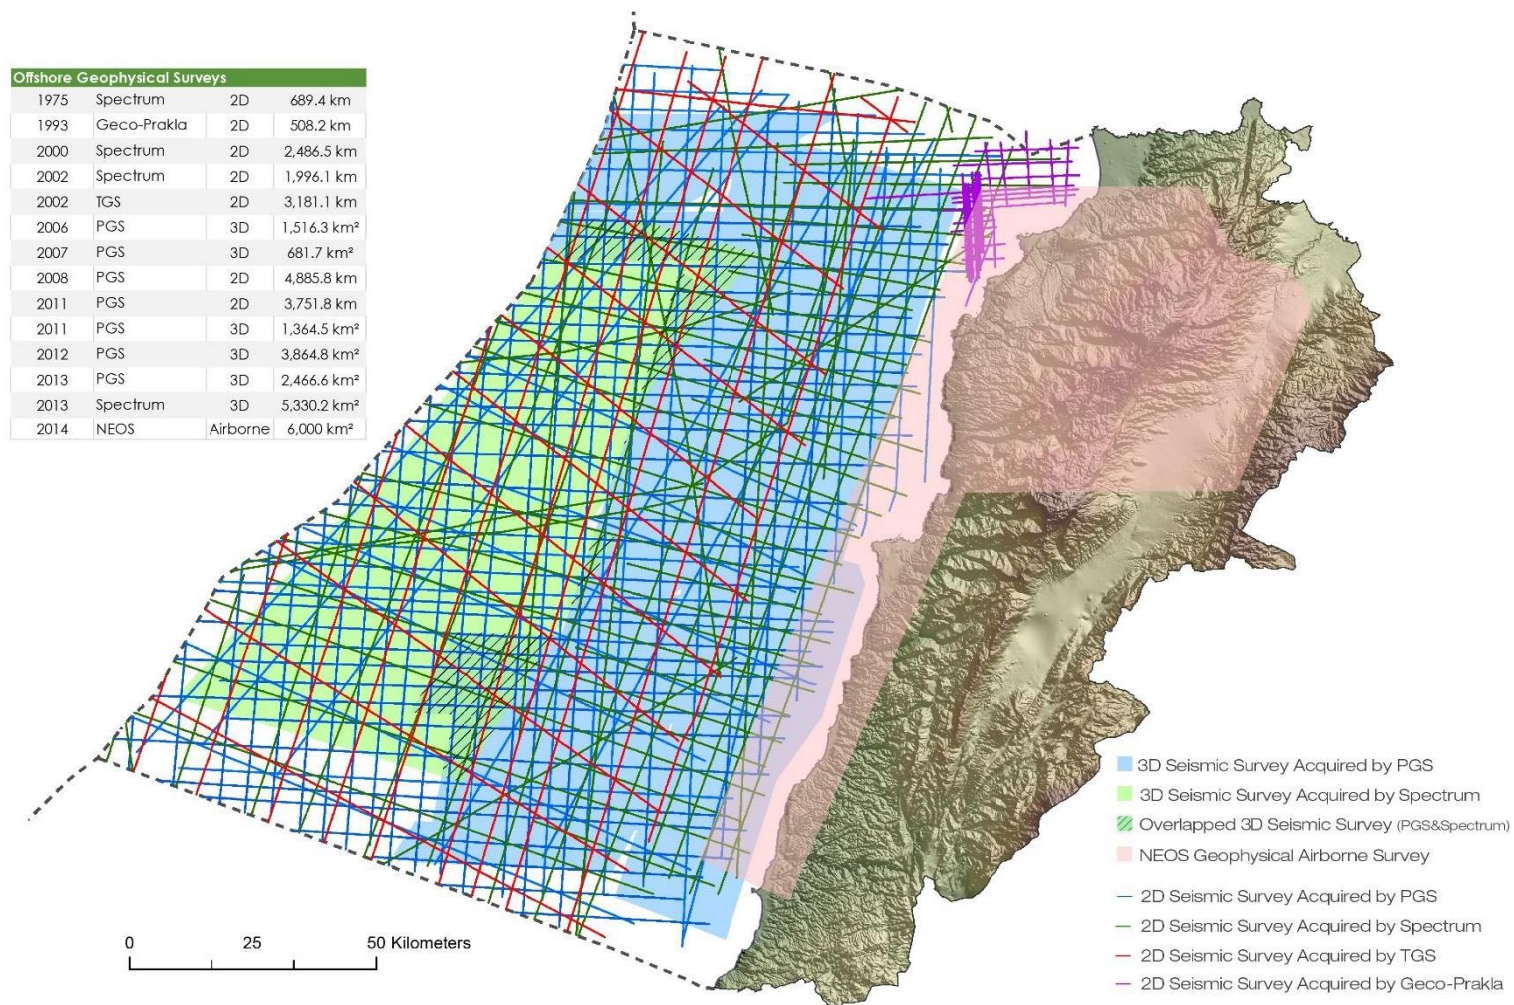 Offshore Geophysical Surveys
1975 Spectrum 2D 689.4 km
1993 Geco-Prakla 2D 508.2 km
2000 Spectrum 2D 2,486.5 km
2002 Spectrum 2D 1,996.1 km
2002 TGS 2D 3,181.1 km
2006 PGS 3D 1,516.3 km²
2007 PGS 3D 681.7 km²
2008 PGS 2D 4,885.8 km
2011 PGS 2D 3,751.8 km
2011 PGS 3D 1,364.5 km²
2012 PGS 3D 3,864.8 km²
2013 PGS 3D 2,466.6 km²
2013 Spectrum 3D 5,330.2 km²
2014 NEOS Airborne 6,000 km²
3D Seismic Survey Acquired by PGS
3D Seismic Survey Acquired by Spectrum
Overlapped 3D Seismic Survey (PGS&Spectrum)
NEOS Geophysical Airborne Survey
2D Seismic Survey Acquired by PGS
2D Seismic Survey Acquired by Spectrum
2D Seismic Survey Acquired by TGS
2D Seismic Survey Acquired by Geco-Prakla
0 25 50 Kilometers